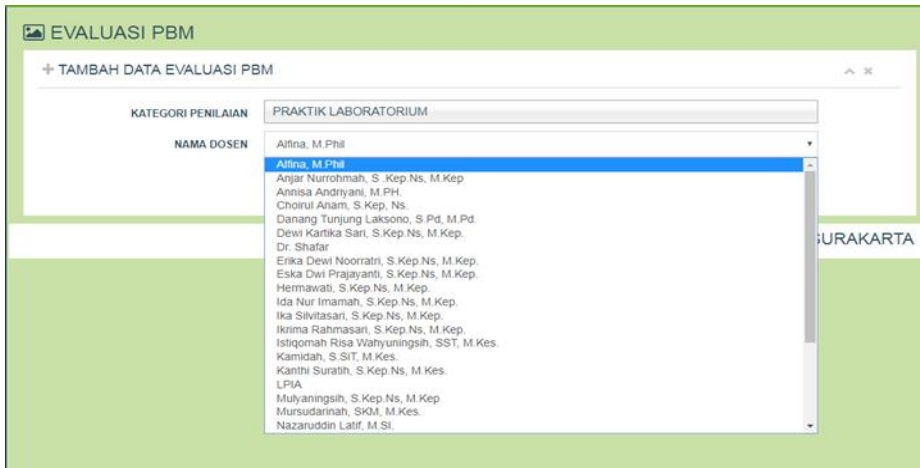 EVALUASI PBM
TAMBAH DATA EVALUASI PBM
KATEGORI PENILAIAN PRAKTIK LABORATORIUM
NAMA DOSEN Alfina, M.Phil
Alfina, M.Phil
Anjar Nurrohmah, S .Kep.Ns, M.Kep
Annisa Andriyani, M.PH.
Choirul Anam, S.Kep, Ns.
Danang Tunjung Laksono, S.Pd, M.Pd.
Dewi Kartika Sari, S.Kep.Ns, M.Kep.
SURAKARTA
Dr. Shafar
Erika Dewi Noorratri, S.Kep.Ns, M.Kep.
Eska Dwi Prajayanti, S.Kep.Ns, M.Kep.
Hermawati, S.Kep.Ns, M.Kep.
Ida Nur Imamah, S.Kep.Ns, M.Kep.
Ika Silvitasari, S.Kep.Ns, M.Kep.
Ikrima Rahmasari, S.Kep.Ns, M.Kep.
Istiqomah Risa Wahyuningsih, SST, M.Kes.
Kamidah, S.SiT, M.Kes.
Kanthi Suratih, S.Kep.Ns, M.Kes.
LPIA
Mulyaningsih, S.Kep.Ns, M.Kep
Mursudarinah, SKM, M.Kes.
Nazaruddin Latif, M.SI.